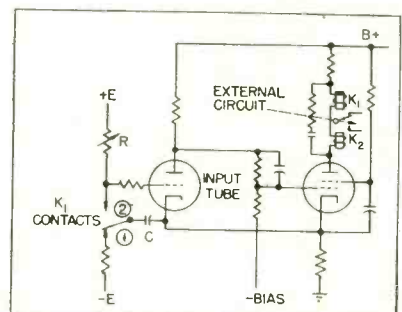 B+
+E
EXTERNAL
CIRCUIT
K1
K2
R
INPUT
TUBE
K1
CONTACTS
2
1
C
-E
-BIAS